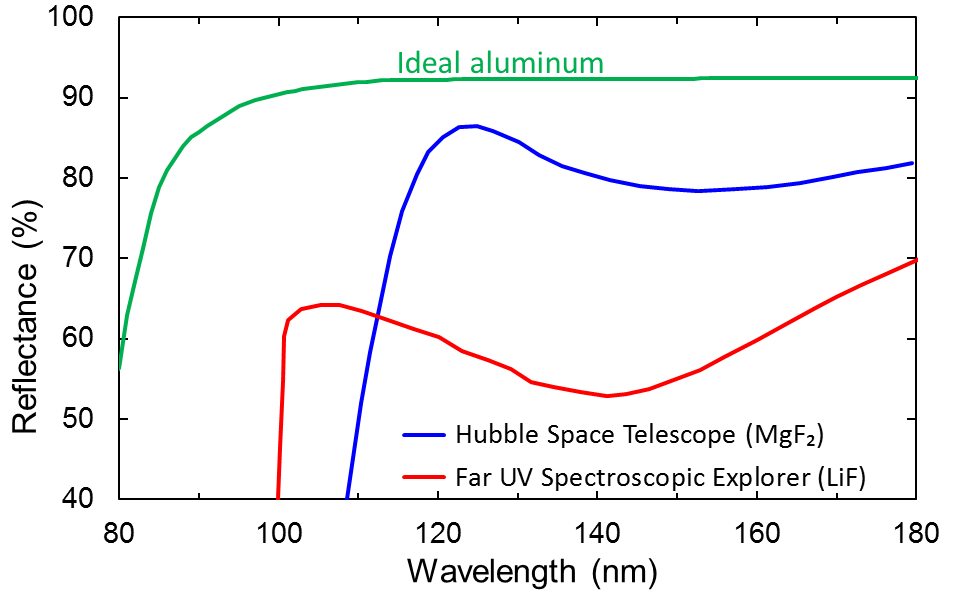 100
90
80
70
60
50
40
Reflectance (%)
Ideal aluminum
Hubble Space Telescope (MgF₂)
Far UV Spectroscopic Explorer (LiF)
80 100 120 140 160 180
Wavelength (nm)